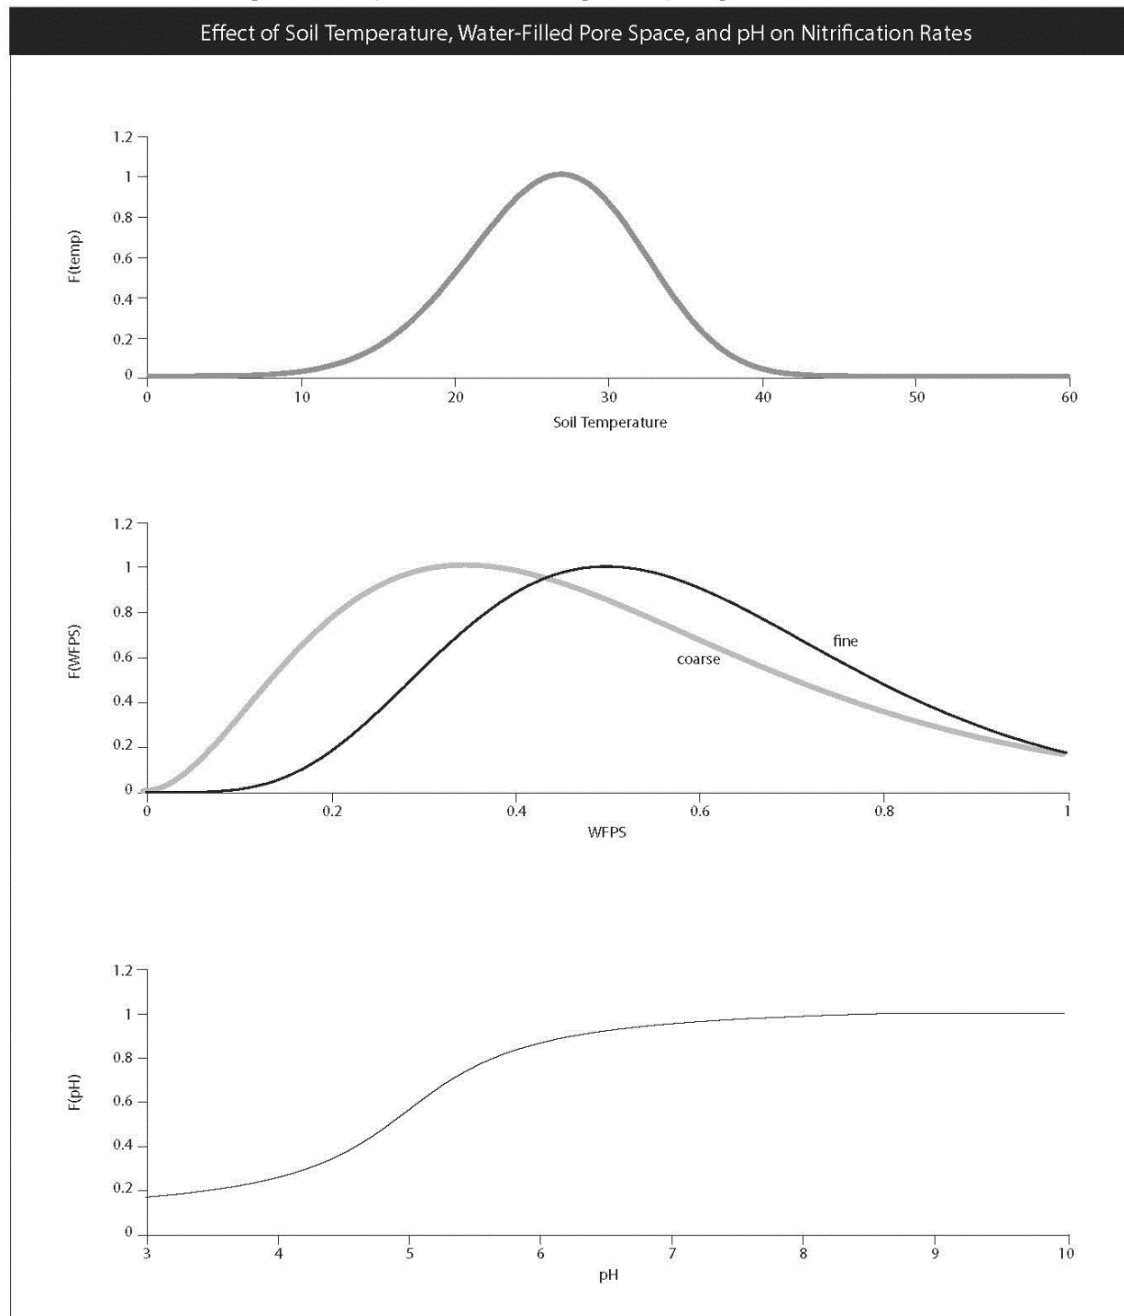 Effect of Soil Temperature, Water-Filled Pore Space, and pH on Nitrification Rates
1.2
1
0.8
0.6
0.4
0.2
0
F(temp)
0 10 20 30 40 50 60
Soil Temperature
1.2
1
0.8
0.6
0.4
0.2
0
F(WFPS)
fine
coarse
0 0.2 0.4 0.6 0.8 1
WFPS
1.2
1
0.8
0.6
0.4
0.2
0
F(pH)
3 4 5 6 7 8 9 10
pH